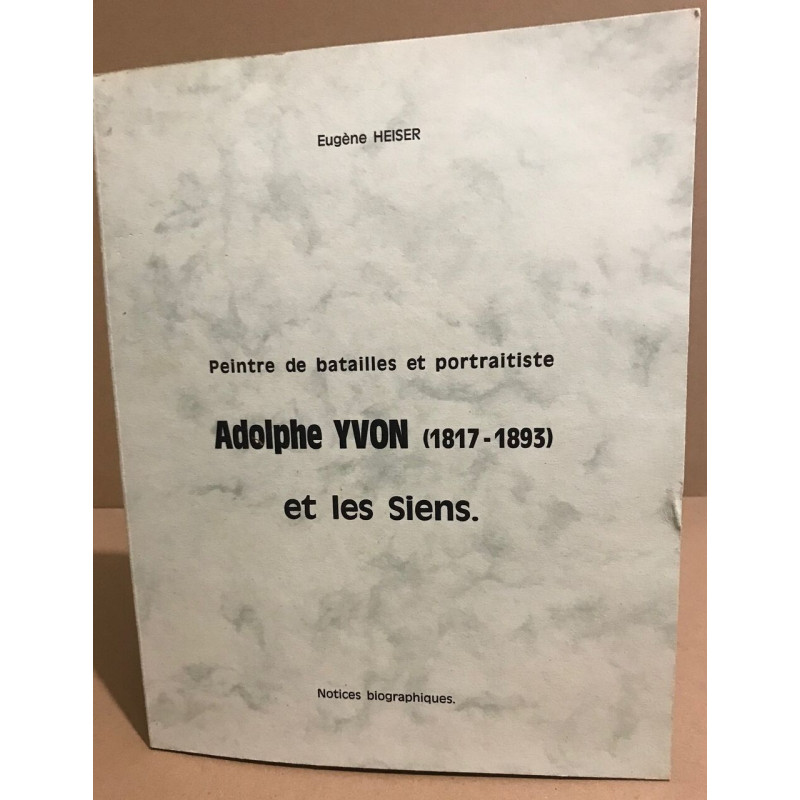 Eugène HEISER
Peintre de batailles et portraitiste
Adolphe YVON (1817-1893)
et les Siens.
Notices biographiques.